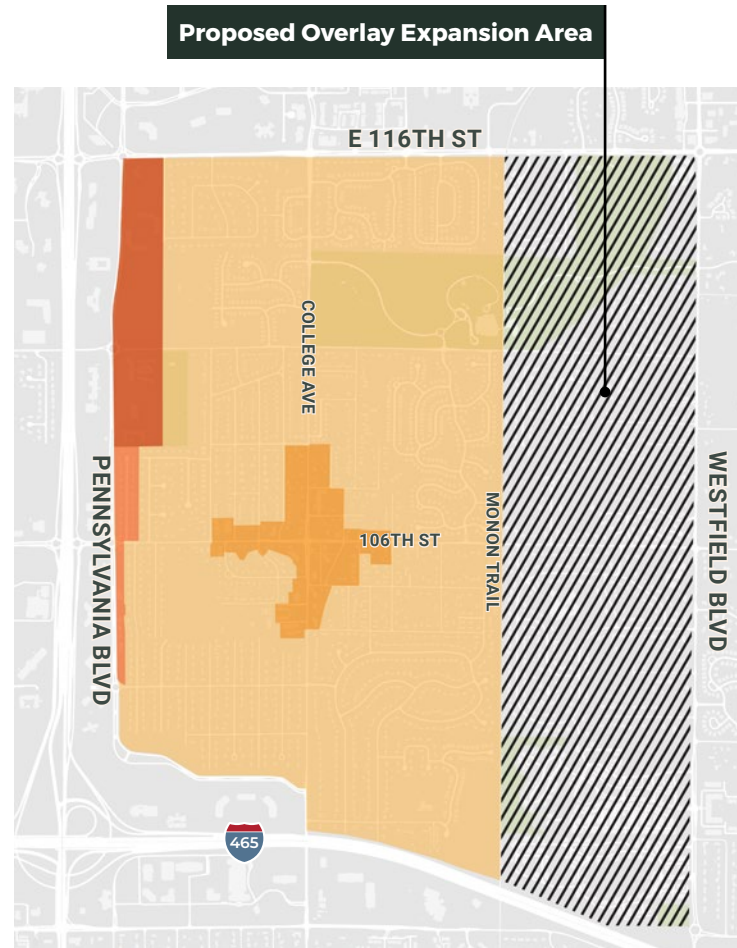 Proposed Overlay Expansion Area
E 116TH ST
COLLEGE AVE
PENNSYLVANIA BLVD
106TH ST
MONON TRAIL
WESTFIELD BLVD
465